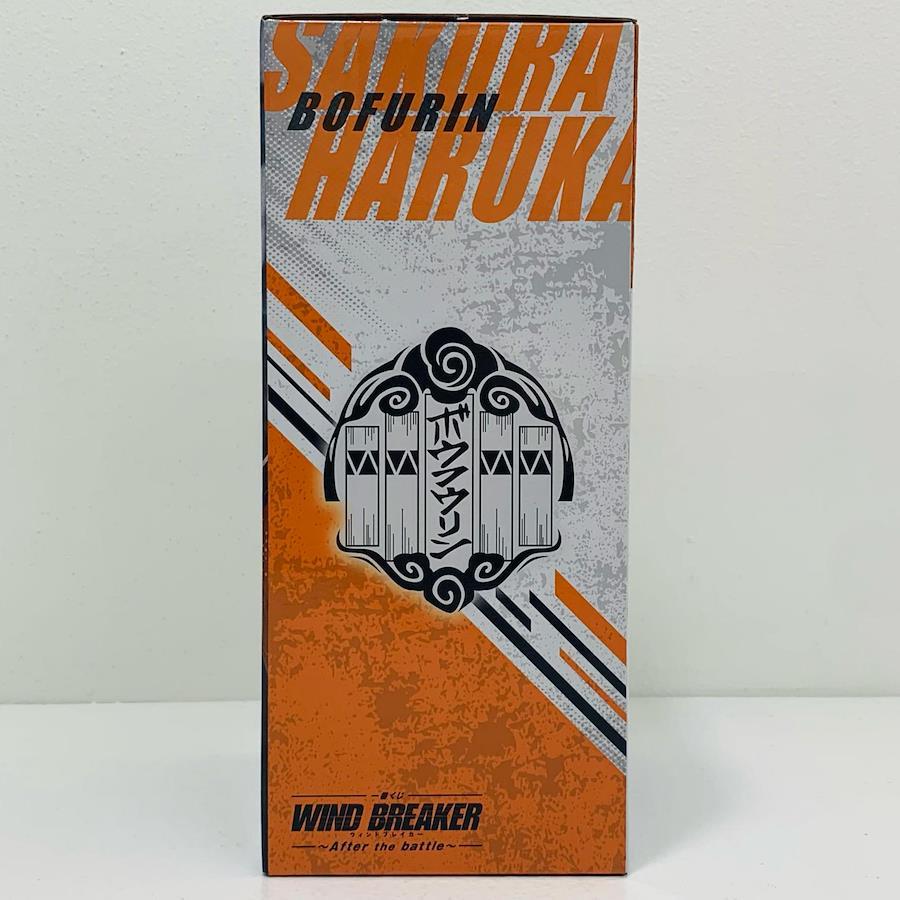 SAKURA
BOFURIN
HARUKA
ボウフウリン
一番くじ
WIND BREAKER
ウィンドブレイカー
~After the battle~